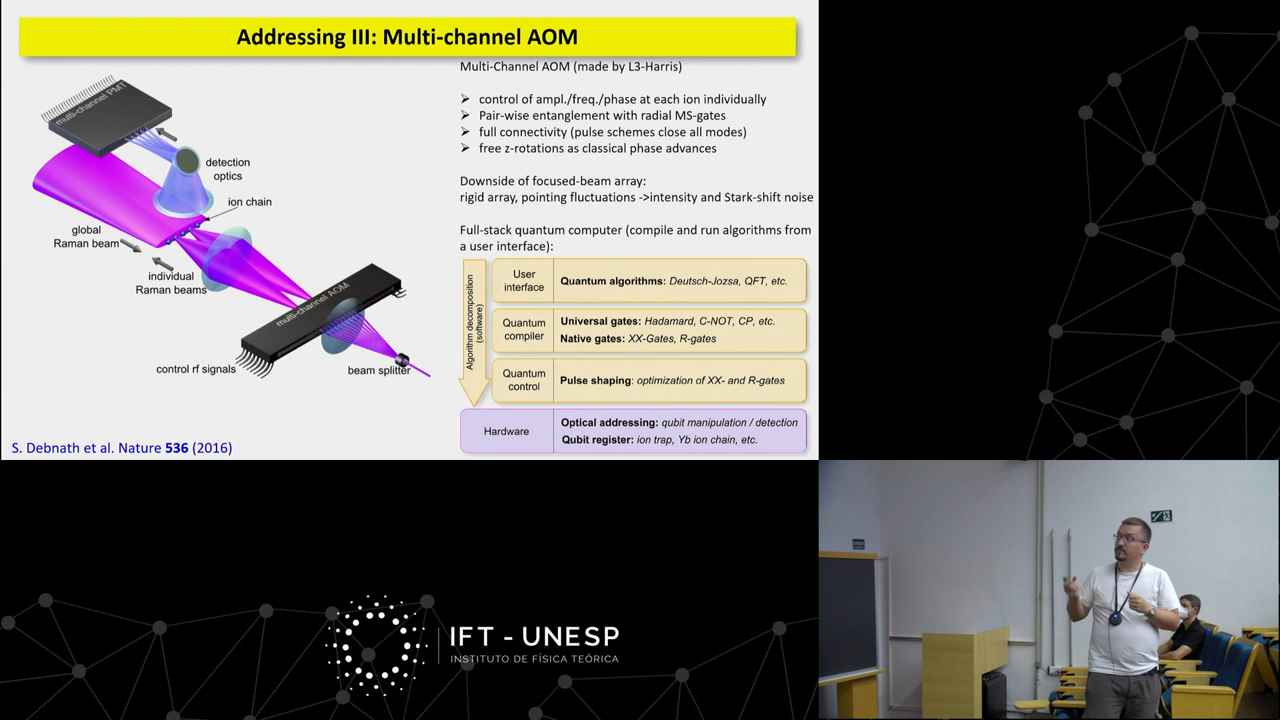 Addressing III: Multi-channel AOM
multi-channel PMT
detection
optics
ion chain
global
Raman beam
individual
Raman beams
multi-channel AOM
control rf signals
beam splitter
S. Debnath et al. Nature 536 (2016)
Multi-Channel AOM (made by L3-Harris)
➢ control of ampl./freq./phase at each ion individually
➢ Pair-wise entanglement with radial MS-gates
➢ full connectivity (pulse schemes close all modes)
➢ free z-rotations as classical phase advances
Downside of focused-beam array:
rigid array, pointing fluctuations ->intensity and Stark-shift noise
Full-stack quantum computer (compile and run algorithms from
a user interface):
Algorithm decomposition
(software)
User
interface
Quantum algorithms: Deutsch-Jozsa, QFT, etc.
Quantum
compiler
Universal gates: Hadamard, C-NOT, CP, etc.
Native gates: XX-Gates, R-gates
Quantum
control
Pulse shaping: optimization of XX- and R-gates
Hardware
Optical addressing: qubit manipulation / detection
Qubit register: ion trap, Yb ion chain, etc.
IFT - UNESP
INSTITUTO DE FÍSICA TEÓRICA